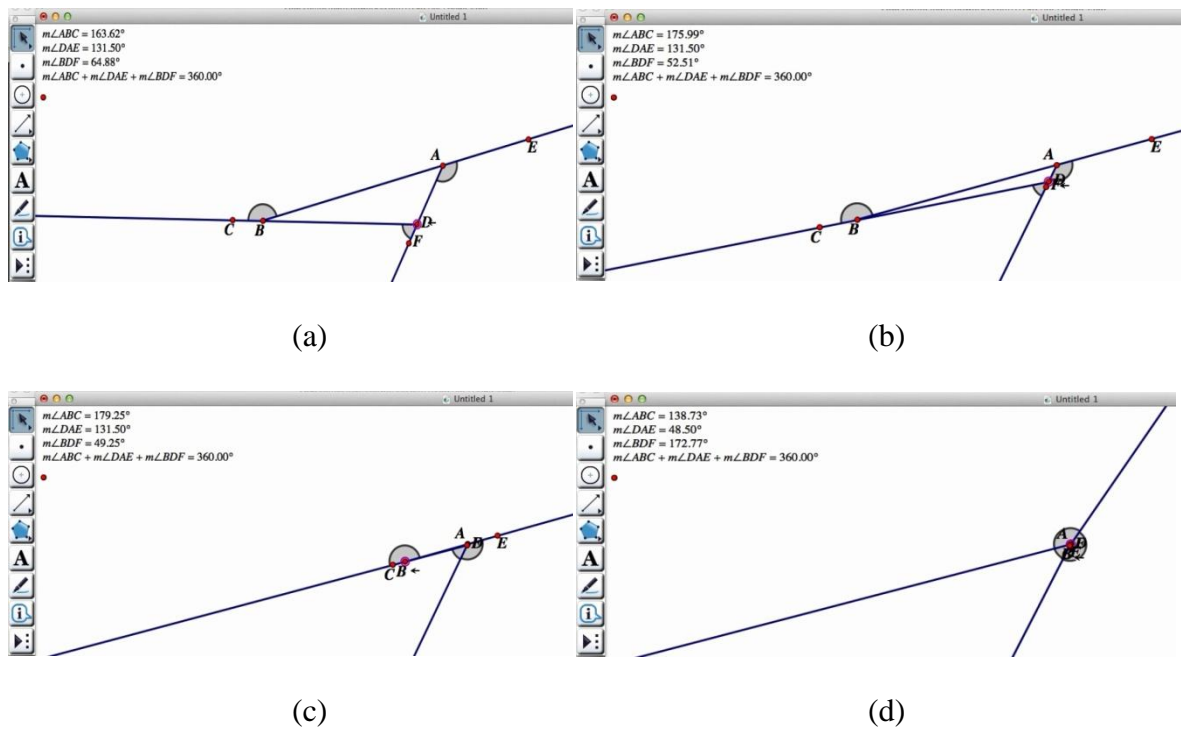 Untitled 1
m∠ABC = 163.62°
m∠DAE = 131.50°
m∠BDF = 64.88°
m∠ABC + m∠DAE + m∠BDF = 360.00°
A
E
C
B
D
F
A
Untitled 1
m∠ABC = 175.99°
m∠DAE = 131.50°
m∠BDF = 52.51°
m∠ABC + m∠DAE + m∠BDF = 360.00°
A
E
D
F
C
B
A
(a)
(b)
Untitled 1
m∠ABC = 179.25°
m∠DAE = 131.50°
m∠BDF = 49.25°
m∠ABC + m∠DAE + m∠BDF = 360.00°
A
E
C B
A
Untitled 1
m∠ABC = 138.73°
m∠DAE = 48.50°
m∠BDF = 172.77°
m∠ABC + m∠DAE + m∠BDF = 360.00°
A
D
A
(c)
(d)